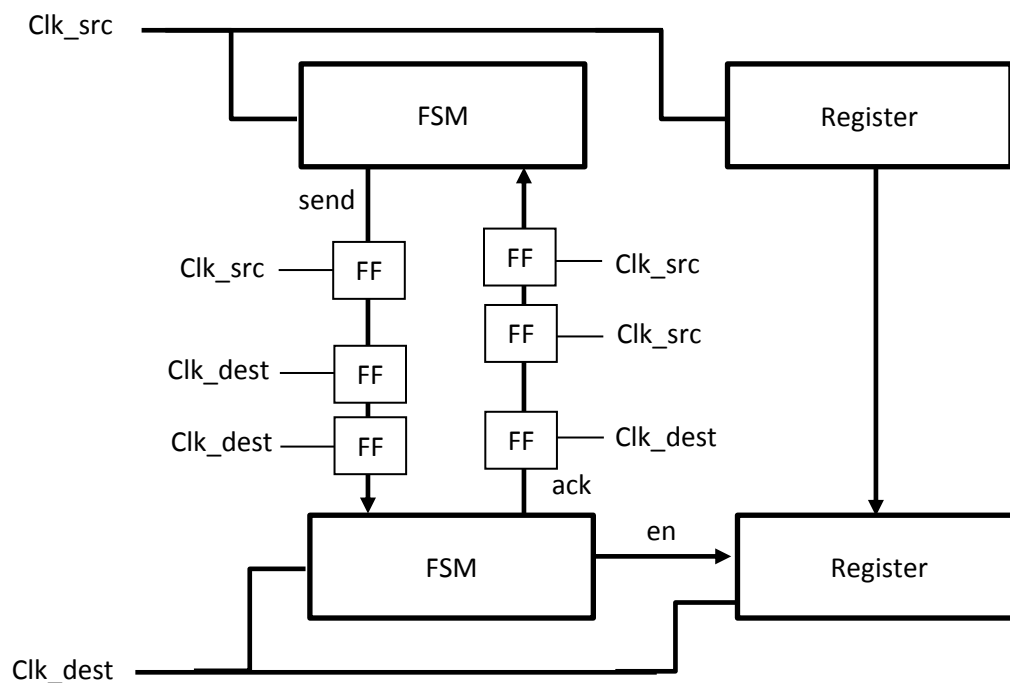 Clk_src
FSM
Register
send
Clk_src
FF
FF
Clk_src
FF
Clk_src
Clk_dest
FF
Clk_dest
FF
FF
Clk_dest
ack
en
FSM
Register
Clk_dest